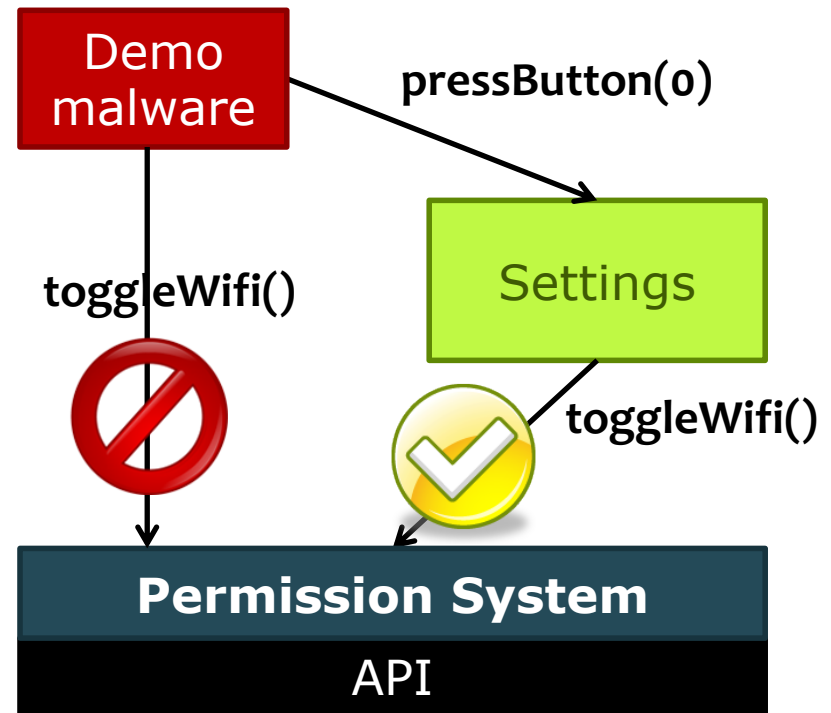 Demo
malware
pressButton(0)
toggleWifi()
Settings
toggleWifi()
Permission System
API